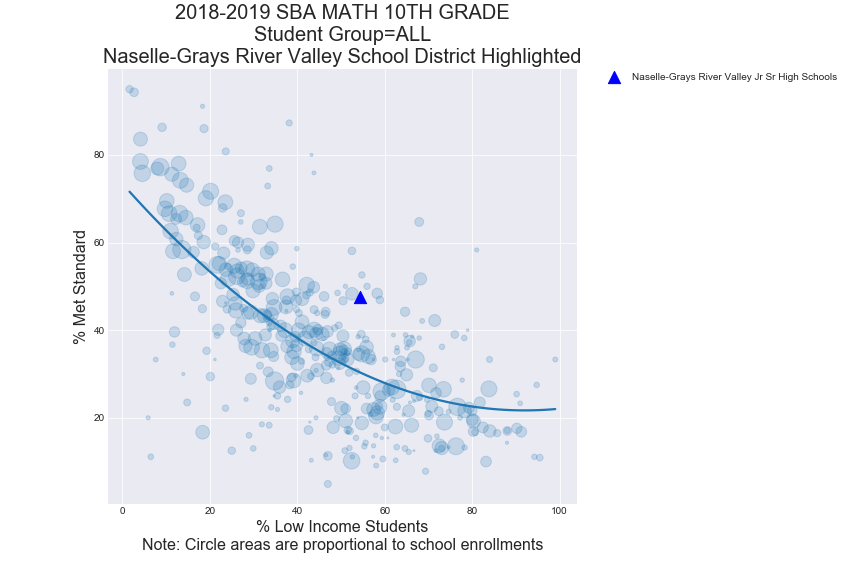 2018-2019 SBA MATH 10TH GRADE
Student Group=ALL
Naselle-Grays River Valley School District Highlighted
Naselle-Grays River Valley Jr Sr High Schools
80
60
40
20
% Met Standard
0 20 40 60 80 100
% Low Income Students
Note: Circle areas are proportional to school enrollments